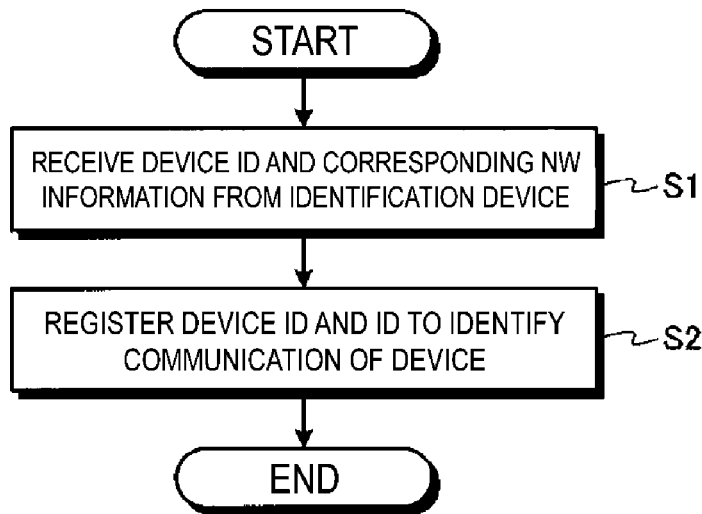 START
RECEIVE DEVICE ID AND CORRESPONDING NW
INFORMATION FROM IDENTIFICATION DEVICE
S1
REGISTER DEVICE ID AND ID TO IDENTIFY
COMMUNICATION OF DEVICE
S2
END